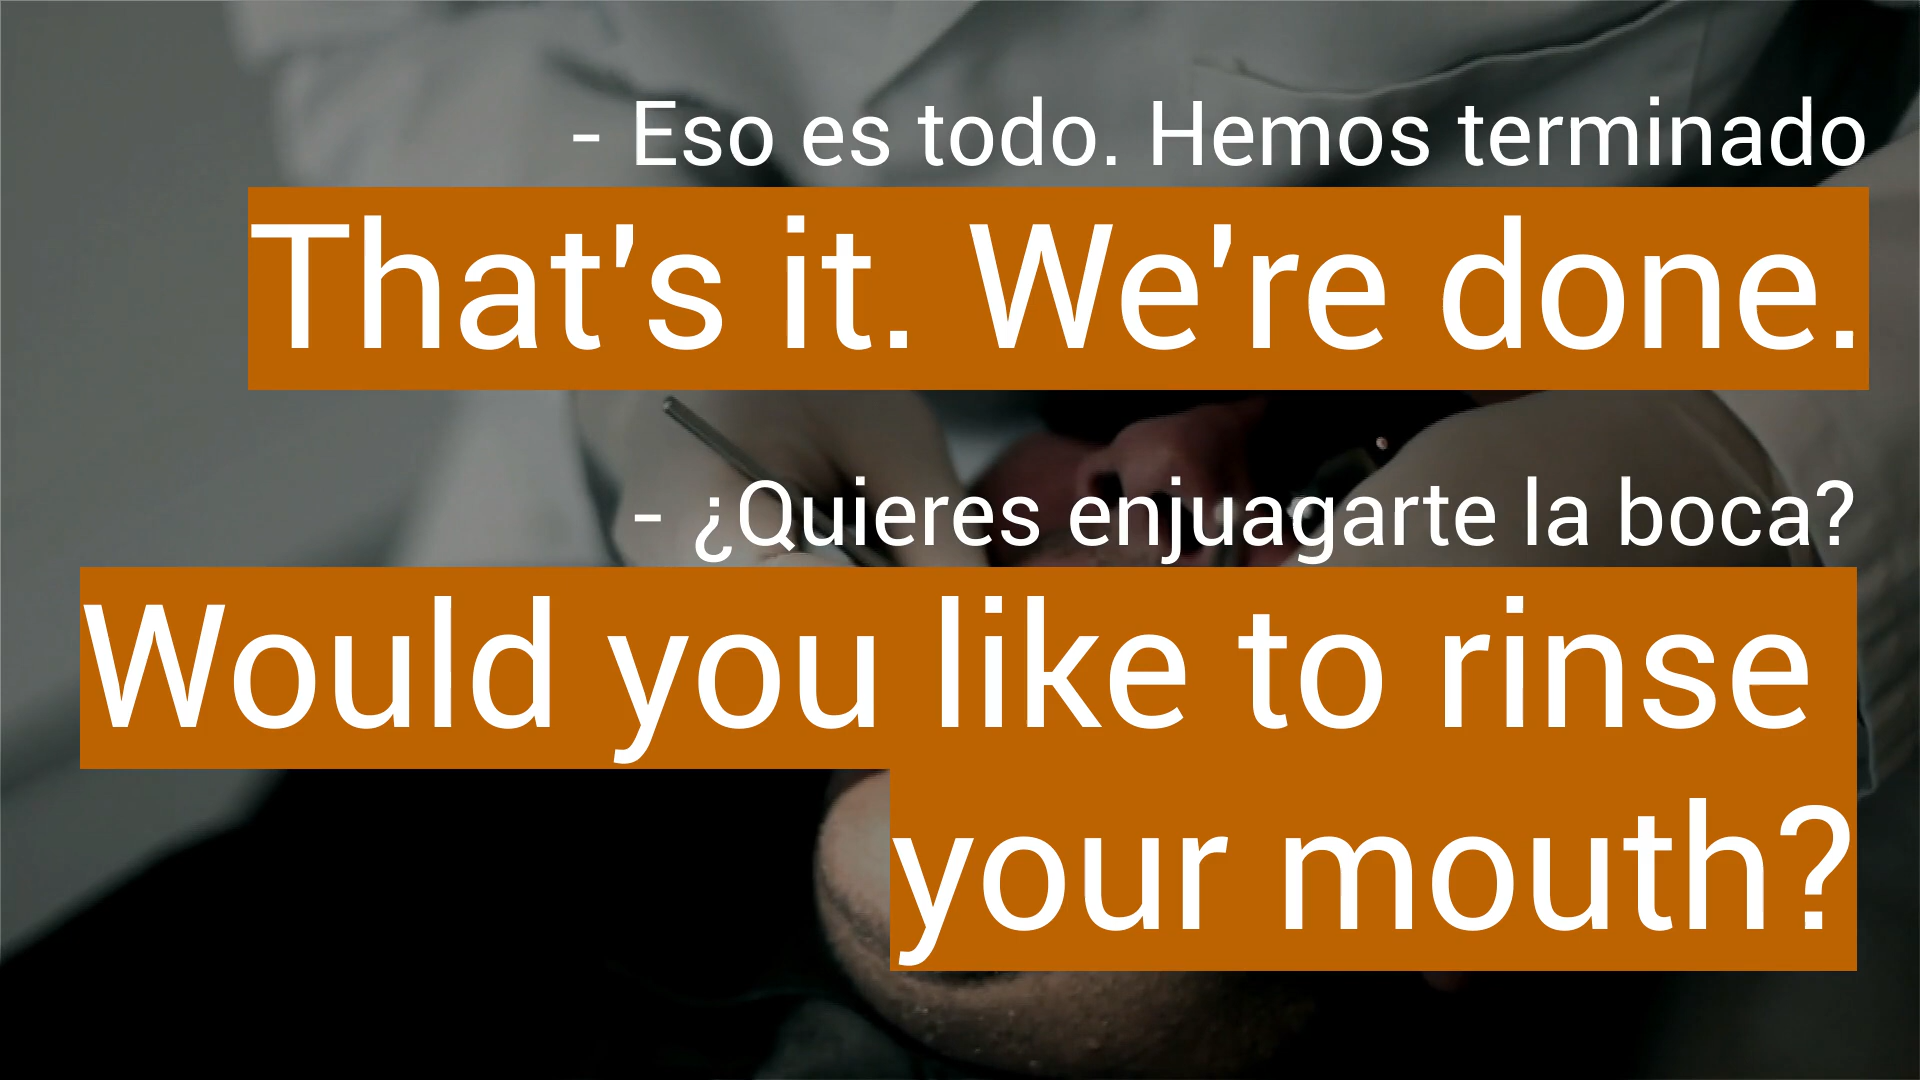 - Eso es todo. Hemos terminado
That's it. We're done.
- ¿Quieres enjuagarte la boca?
Would you like to rinse
your mouth?